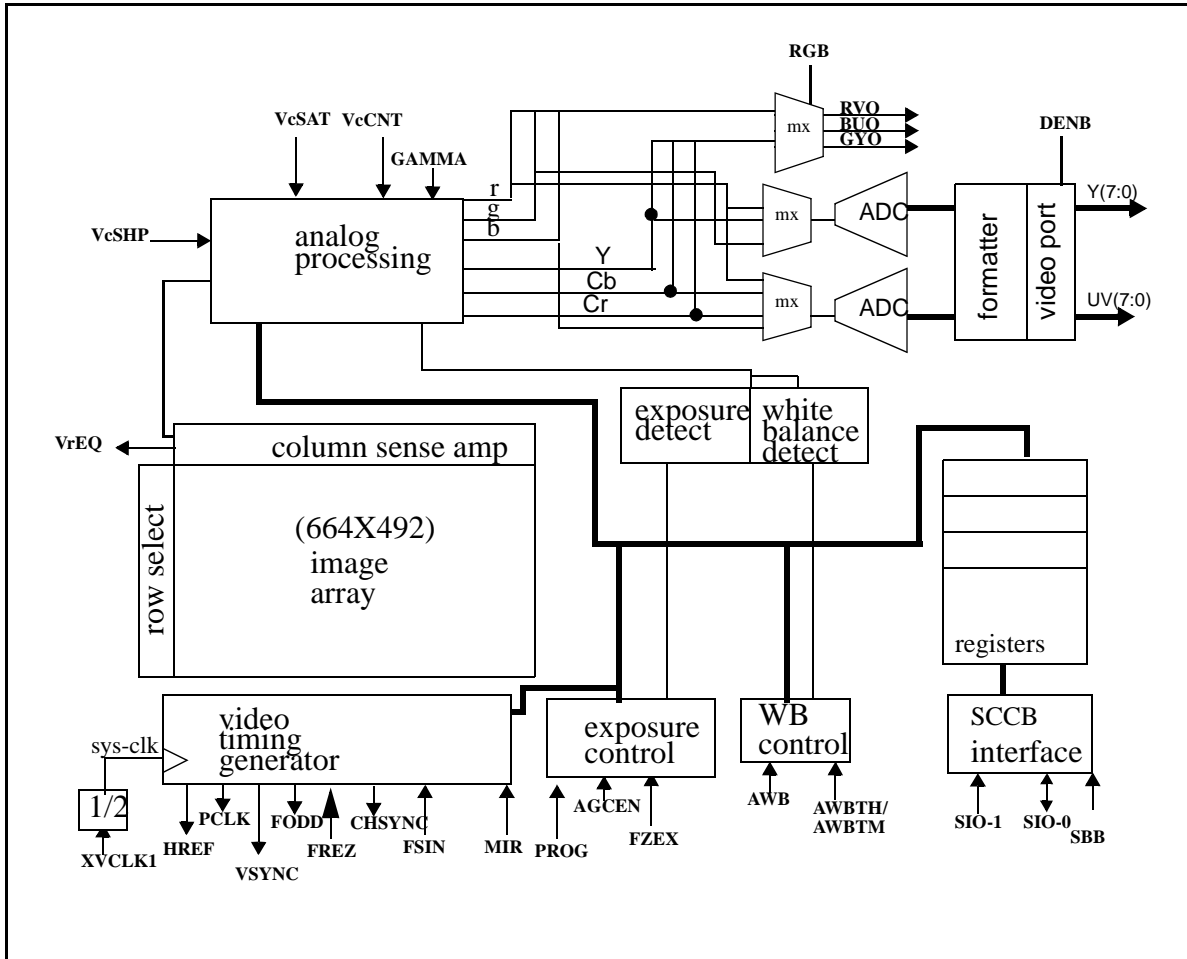 RGB
RVO
BUO
GYO
mx
VcSAT
VcCNT
GAMMA
DENB
VcSHP
analog
processing
r
g
b
Y
Cb
Cr
mx
ADC
mx
ADC
formatter
video port
Y(7:0)
UV(7:0)
exposure
detect
white
balance
detect
VrEQ
column sense amp
row select
(664X492)
image
array
registers
sys-clk
video
timing
generator
exposure
control
WB
control
SCCB
interface
1/2
XVCLK1
HREF
PCLK
VSYNC
FODD
FREZ
CHSYNC
FSIN
MIR
PROG
AGCEN
FZEX
AWB
AWBTH/
AWBTM
SIO-1
SIO-0
SBB